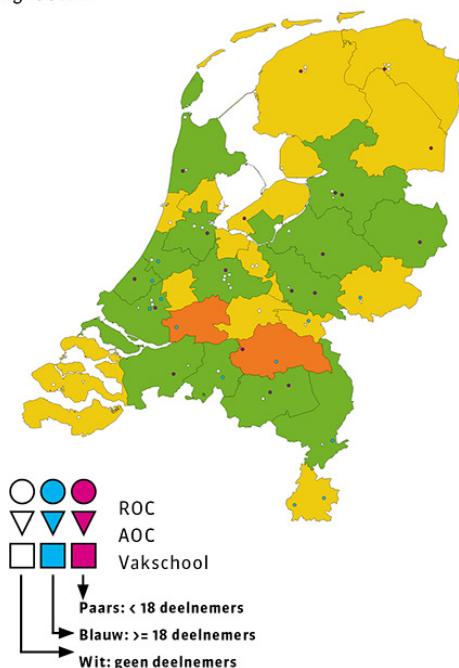 ROC
AOC
Vakschool
Paars: < 18 deelnemers
Blauw: >= 18 deelnemers
Wit: geen deelnemers